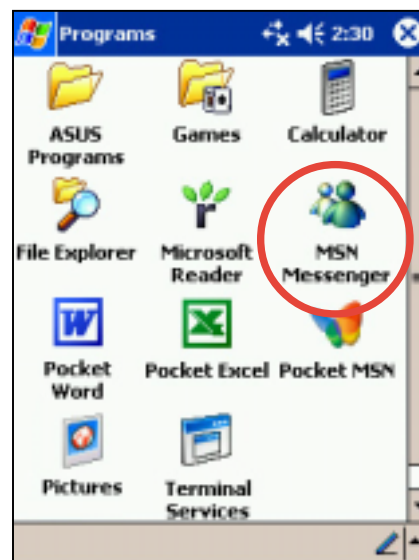 Programs 2:30
ASUS Programs
Games
Calculator
File Explorer
Microsoft Reader
MSN Messenger
Pocket Word
Pocket Excel
Pocket MSN
Pictures
Terminal Services